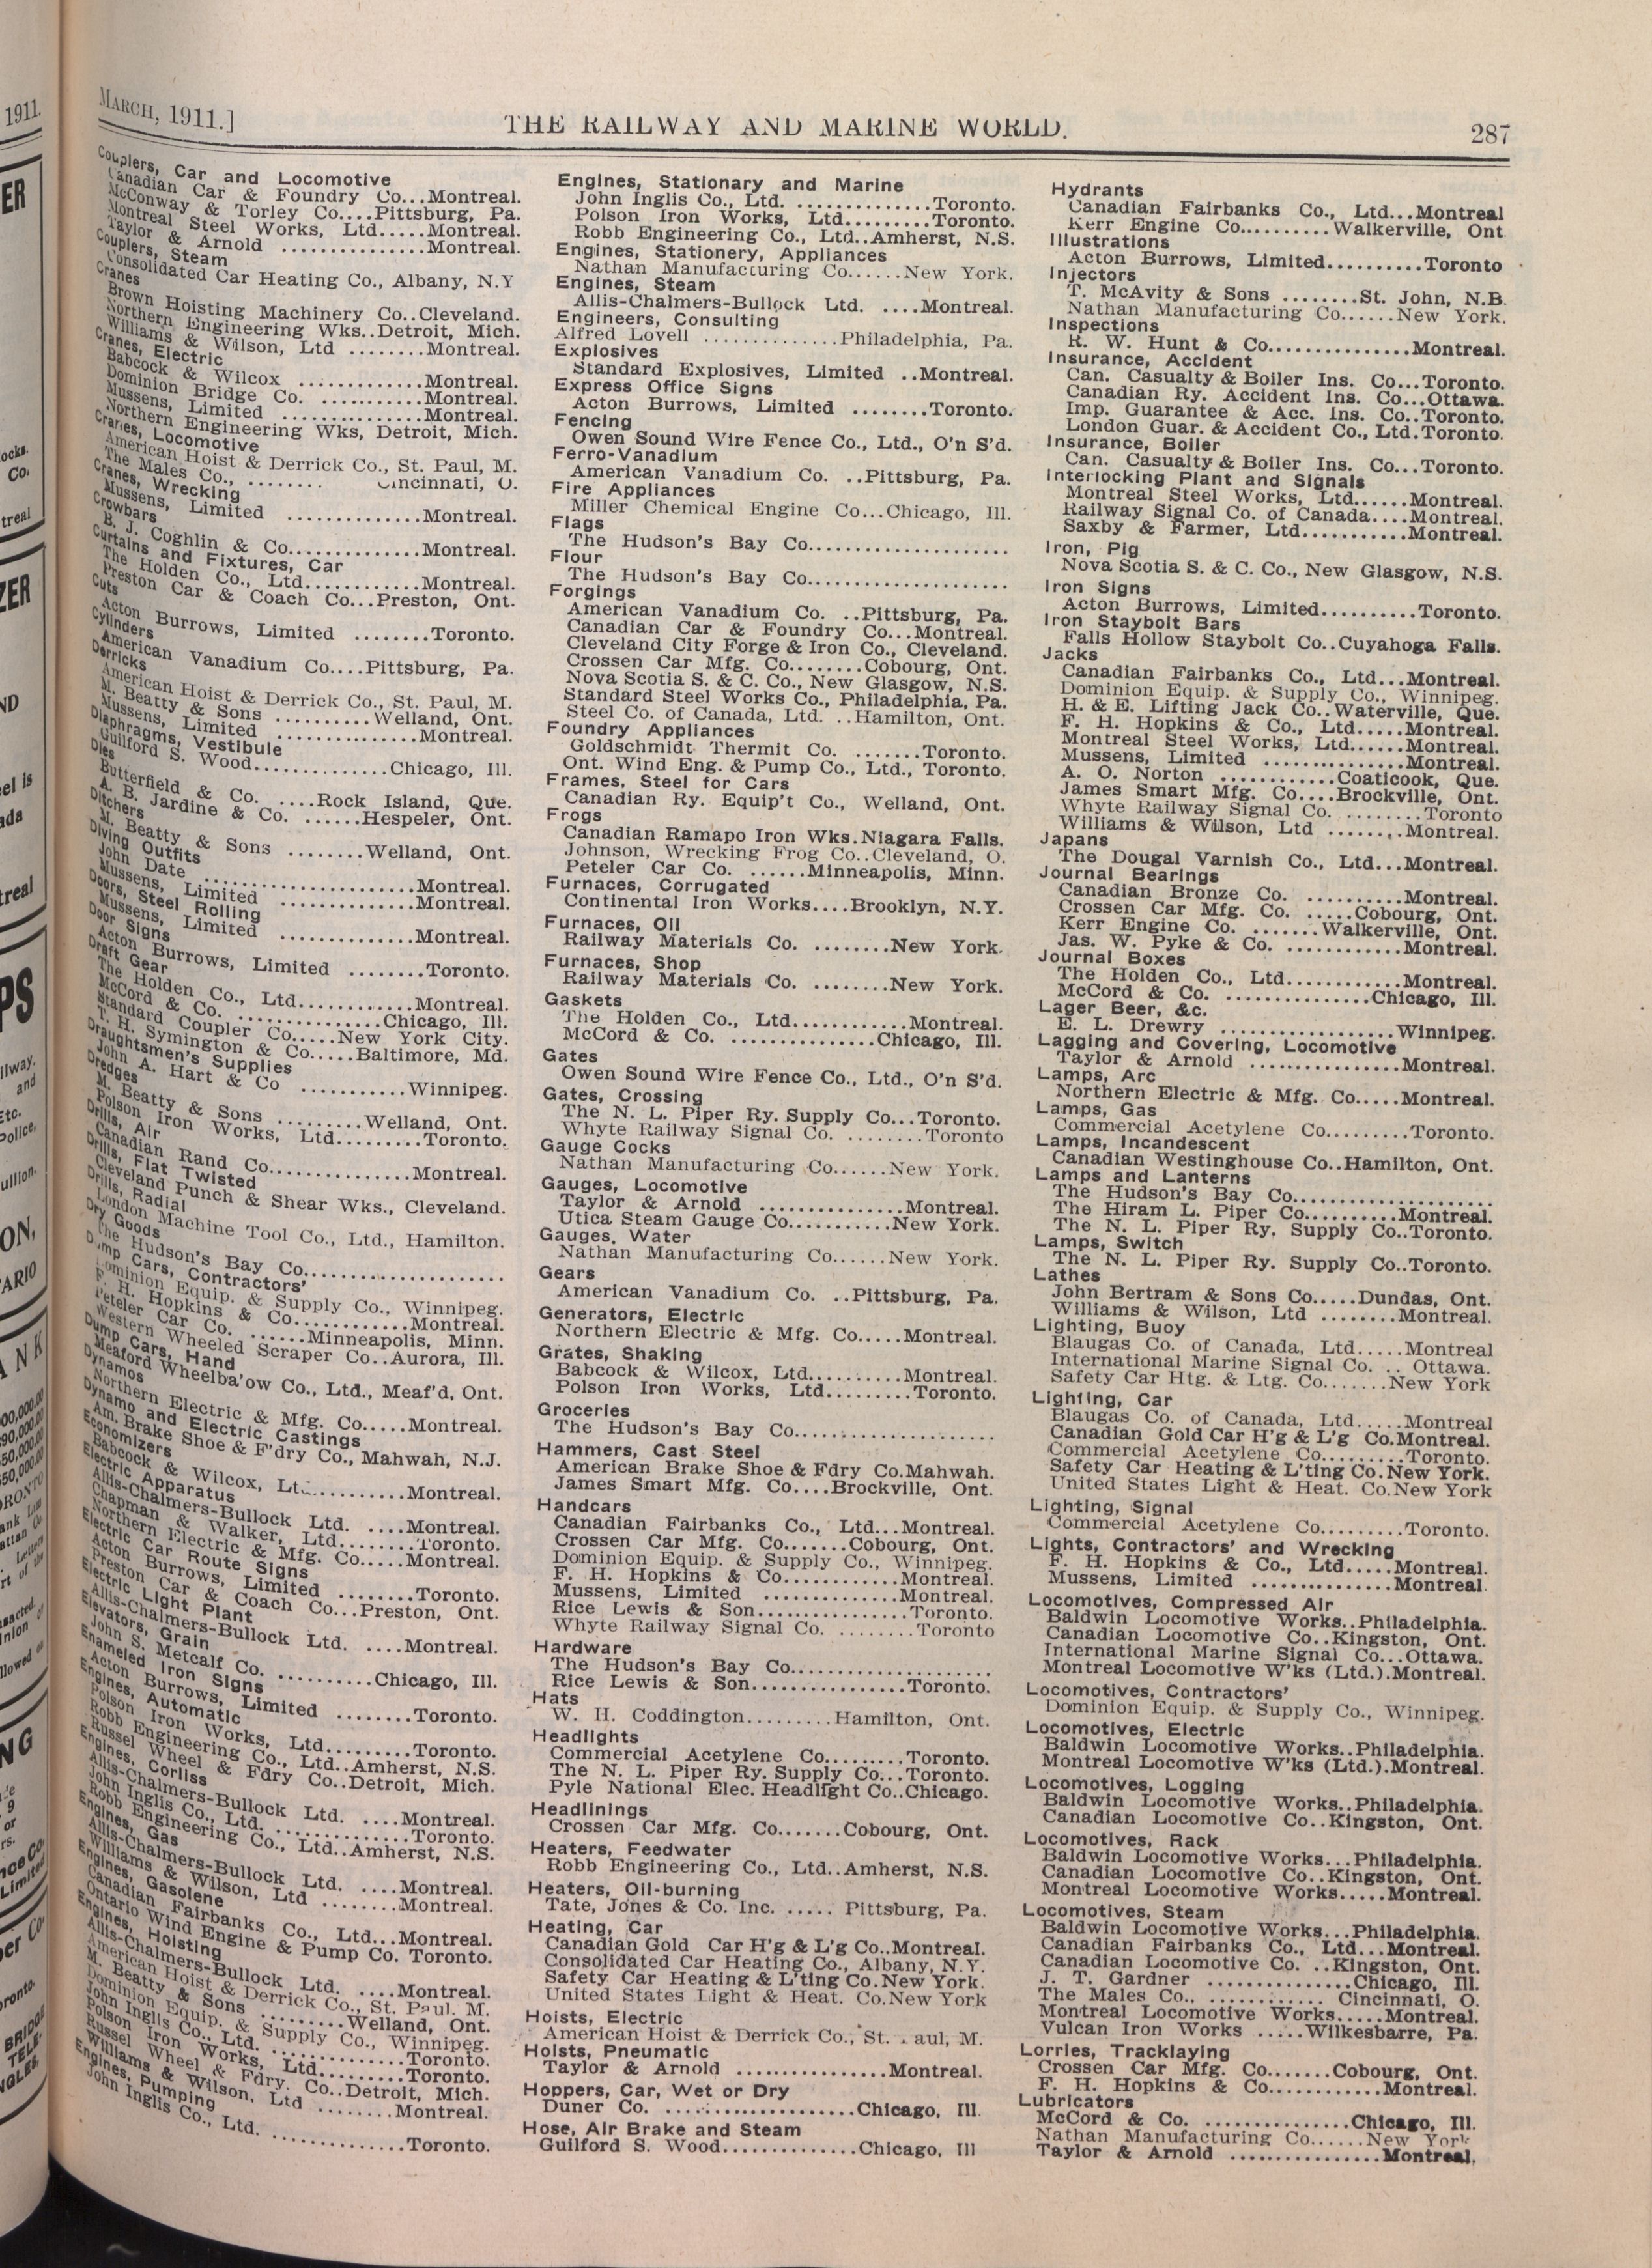 MARCH, 1911.]
THE RAILWAY AND MARINE WORLD.
287
Couplers, Car and Locomotive
Canadian Car & Foundry Co...Montreal.
McConway & Torley Co....Pittsburg, Pa.
Montreal Steel Works, Ltd.....Montreal.
Taylor & Arnold ................Montreal.
Couplers, Steam
Consolidated Car Heating Co., Albany, N.Y
Cranes
Brown Hoisting Machinery Co..Cleveland.
Northern Engineering Wks..Detroit, Mich.
Williams & Wilson, Ltd ........Montreal.
Cranes, Electric
Babcock & Wilcox .............Montreal.
Dominion Bridge Co. ...........Montreal.
Mussens, Limited ...............Montreal.
Northern Engineering Wks, Detroit, Mich.
Cranes, Locomotive
American Hoist & Derrick Co., St. Paul, M.
The Males Co., ........ Cincinnati, O.
Cranes, Wrecking
Mussens, Limited ..............Montreal.
Crowbars
B. J. Coghlin & Co.............Montreal.
Curtains and Fixtures, Car
The Holden Co., Ltd............Montreal.
Preston Car & Coach Co...Preston, Ont.
Cuts
Acton Burrows, Limited ........Toronto.
Cylinders
American Vanadium Co....Pittsburg, Pa.
Derricks
American Hoist & Derrick Co., St. Paul, M.
M. Beatty & Sons ..........Welland, Ont.
Mussens, Limited ...............Montreal.
Diaphragms, Vestibule
Guilford S. Wood..............Chicago, Ill.
Dies
Butterfield & Co. ....Rock Island, Que.
A. B. Jardine & Co. ......Hespeler, Ont.
Ditchers
M. Beatty & Sons ........Welland, Ont.
Diving Outfits
John Date ......................Montreal.
Mussens, Limited ..............Montreal.
Doors, Steel Rolling
Mussens, Limited ..............Montreal.
Door Signs
Acton Burrows, Limited ........Toronto.
Draft Gear
The Holden Co., Ltd............Montreal.
McCord & Co. ...............Chicago, Ill.
Standard Coupler Co.....New York City.
T. H. Symington & Co.....Baltimore, Md.
Draughtsmen's Supplies
John A. Hart & Co ...........Winnipeg.
Dredges
M. Beatty & Sons .........Welland, Ont.
Polson Iron Works, Ltd.........Toronto.
Drills, Air
Canadian Rand Co...............Montreal.
Drills, Flat Twisted
Cleveland Punch & Shear Wks., Cleveland.
Drills, Radial
London Machine Tool Co., Ltd., Hamilton.
Dry Goods
The Hudson's Bay Co.....................
Dump Cars, Contractors'
Dominion Equip. & Supply Co., Winnipeg.
F. H. Hopkins & Co............Montreal.
Peteler Car Co. ......Minneapolis, Minn.
Western Wheeled Scraper Co..Aurora, Ill.
Dump Cars, Hand
Meaford Wheelba'ow Co., Ltd., Meaf'd, Ont.
Dynamos
Northern Electric & Mfg. Co.....Montreal.
Dynamo and Electric Castings
Am. Brake Shoe & F'dry Co., Mahwah, N.J.
Economizers
Babcock & Wilcox, Ltd..........Montreal.
Electric Apparatus
Allis-Chalmers-Bullock Ltd. ....Montreal.
Chapman & Walker, Ltd........Toronto.
Northern Electric & Mfg. Co.....Montreal.
Electric Car Route Signs
Acton Burrows, Limited ........Toronto.
Preston Car & Coach Co...Preston, Ont.
Electric Light Plant
Allis-Chalmers-Bullock Ltd. ....Montreal.
Elevators, Grain
John S. Metcalf Co. ..........Chicago, Ill.
Enameled Iron Signs
Acton Burrows, Limited ........Toronto.
Engines, Automatic
Polson Iron Works, Ltd.........Toronto.
Robb Engineering Co., Ltd..Amherst, N.S.
Russel Wheel & Fdry Co..Detroit, Mich.
Engines, Corliss
Allis-Chalmers-Bullock Ltd. ....Montreal.
John Inglis Co., Ltd. ..............Toronto.
Robb Engineering Co., Ltd..Amherst, N.S.
Engines, Gas
Allis-Chalmers-Bullock Ltd. ....Montreal.
Williams & Wilson, Ltd ........Montreal.
Engines, Gasolene
Canadian Fairbanks Co., Ltd...Montreal.
Ontario Wind Engine & Pump Co. Toronto.
Engines, Hoisting
Allis-Chalmers-Bullock Ltd. ....Montreal.
American Hoist & Derrick Co., St. Paul. M.
M. Beatty & Sons .........Welland, Ont.
Dominion Equip. & Supply Co., Winnipeg.
John Inglis Co., Ltd. ..............Toronto.
Polson Iron Works, Ltd.........Toronto.
Russel Wheel & Fdry. Co..Detroit, Mich.
Williams & Wilson, Ltd ........Montreal.
Engines, Pumping
John Inglis Co., Ltd. ..............Toronto.
Engines, Stationary and Marine
John Inglis Co., Ltd. ..............Toronto.
Polson Iron Works, Ltd.........Toronto.
Robb Engineering Co., Ltd..Amherst, N.S.
Engines, Stationery, Appliances
Nathan Manufacturing Co......New York.
Engines, Steam
Allis-Chalmers-Bullock Ltd. ....Montreal.
Engineers, Consulting
Alfred Lovell ..............Philadelphia, Pa.
Explosives
Standard Explosives, Limited ..Montreal.
Express Office Signs
Acton Burrows, Limited ........Toronto.
Fencing
Owen Sound Wire Fence Co., Ltd., O'n S'd.
Ferro-Vanadium
American Vanadium Co. ..Pittsburg, Pa.
Fire Appliances
Miller Chemical Engine Co...Chicago, Ill.
Flags
The Hudson's Bay Co.....................
Flour
The Hudson's Bay Co.....................
Forgings
American Vanadium Co. ..Pittsburg, Pa.
Canadian Car & Foundry Co...Montreal.
Cleveland City Forge & Iron Co., Cleveland.
Crossen Car Mfg. Co........Cobourg, Ont.
Nova Scotia S. & C. Co., New Glasgow, N.S.
Standard Steel Works Co., Philadelphia, Pa.
Steel Co. of Canada, Ltd. ..Hamilton, Ont.
Foundry Appliances
Goldschmidt Thermit Co. .......Toronto.
Ont. Wind Eng. & Pump Co., Ltd., Toronto.
Frames, Steel for Cars
Canadian Ry. Equip't Co., Welland, Ont.
Frogs
Canadian Ramapo Iron Wks.Niagara Falls.
Johnson, Wrecking Frog Co..Cleveland, O.
Peteler Car Co. ......Minneapolis, Minn.
Furnaces, Corrugated
Continental Iron Works....Brooklyn, N.Y.
Furnaces, Oil
Railway Materials Co. ........New York.
Furnaces, Shop
Railway Materials Co. ........New York.
Gaskets
The Holden Co., Ltd............Montreal.
McCord & Co. ...............Chicago, Ill.
Gates
Owen Sound Wire Fence Co., Ltd., O'n S'd.
Gates, Crossing
The N. L. Piper Ry. Supply Co...Toronto.
Whyte Railway Signal Co. ........Toronto
Gauge Cocks
Nathan Manufacturing Co......New York.
Gauges, Locomotive
Taylor & Arnold ...............Montreal.
Utica Steam Gauge Co...........New York.
Gauges, Water
Nathan Manufacturing Co......New York.
Gears
American Vanadium Co. ..Pittsburg, Pa.
Generators, Electric
Northern Electric & Mfg. Co.....Montreal.
Grates, Shaking
Babcock & Wilcox, Ltd..........Montreal.
Polson Iron Works, Ltd.........Toronto.
Groceries
The Hudson's Bay Co.....................
Hammers, Cast Steel
American Brake Shoe & Fdry Co.Mahwah.
James Smart Mfg. Co....Brockville, Ont.
Handcars
Canadian Fairbanks Co., Ltd...Montreal.
Crossen Car Mfg. Co.......Cobourg, Ont.
Dominion Equip. & Supply Co., Winnipeg.
F. H. Hopkins & Co............Montreal.
Mussens, Limited ..............Montreal.
Rice Lewis & Son................Toronto.
Whyte Railway Signal Co. ........Toronto
Hardware
The Hudson's Bay Co.....................
Rice Lewis & Son................Toronto.
Hats
W. H. Coddington.........Hamilton, Ont.
Headlights
Commercial Acetylene Co.........Toronto.
The N. L. Piper Ry. Supply Co...Toronto.
Pyle National Elec. Headlight Co..Chicago.
Headlinings
Crossen Car Mfg. Co.......Cobourg, Ont.
Heaters, Feedwater
Robb Engineering Co., Ltd..Amherst, N.S.
Heaters, Oil-burning
Tate, Jones & Co. Inc. ..... Pittsburg, Pa.
Heating, Car
Canadian Gold Car H'g & L'g Co..Montreal.
Consolidated Car Heating Co., Albany, N.Y.
Safety Car Heating & L'ting Co.New York.
United States Light & Heat. Co.New York
Hoists, Electric
American Hoist & Derrick Co., St. aul, M.
Hoists, Pneumatic
Taylor & Arnold ................Montreal.
Hoppers, Car, Wet or Dry
Duner Co. ....................Chicago, Ill.
Hose, Air Brake and Steam
Guilford S. Wood..............Chicago, Ill
Hydrants
Canadian Fairbanks Co., Ltd...Montreal
Kerr Engine Co..........Walkerville, Ont
Illustrations
Acton Burrows, Limited..........Toronto
Injectors
T. McAvity & Sons ........St. John, N.B.
Nathan Manufacturing Co......New York.
Inspections
R. W. Hunt & Co...............Montreal.
Insurance, Accident
Can. Casualty & Boiler Ins. Co...Toronto.
Canadian Ry. Accident Ins. Co...Ottawa.
Imp. Guarantee & Acc. Ins. Co..Toronto.
London Guar. & Accident Co., Ltd.Toronto.
Insurance, Boiler
Can. Casualty & Boiler Ins. Co...Toronto.
Interlocking Plant and Signals
Montreal Steel Works, Ltd......Montreal.
Railway Signal Co. of Canada....Montreal.
Saxby & Farmer, Ltd...........Montreal.
Iron, Pig
Nova Scotia S. & C. Co., New Glasgow, N.S.
Iron Signs
Acton Burrows, Limited..........Toronto.
Iron Staybolt Bars
Falls Hollow Staybolt Co..Cuyahoga Falls.
Jacks
Canadian Fairbanks Co., Ltd...Montreal.
Dominion Equip. & Supply Co., Winnipeg.
H. & E. Lifting Jack Co..Waterville, Que.
F. H. Hopkins & Co., Ltd.....Montreal.
Montreal Steel Works, Ltd......Montreal.
Mussens, Limited ...............Montreal.
A. O. Norton ............Coaticook, Que.
James Smart Mfg. Co....Brockville, Ont.
Whyte Railway Signal Co. ........Toronto
Williams & Wilson, Ltd ........Montreal.
Japans
The Dougal Varnish Co., Ltd...Montreal.
Journal Bearings
Canadian Bronze Co. ..........Montreal.
Crossen Car Mfg. Co. .....Cobourg, Ont.
Kerr Engine Co. .......Walkerville, Ont.
Jas. W. Pyke & Co. ............Montreal.
Journal Boxes
The Holden Co., Ltd............Montreal.
McCord & Co. ...............Chicago, Ill.
Lager Beer, &c.
E. L. Drewry ..................Winnipeg.
Lagging and Covering, Locomotive
Taylor & Arnold ................Montreal.
Lamps, Arc
Northern Electric & Mfg. Co.....Montreal.
Lamps, Gas
Commercial Acetylene Co.........Toronto.
Lamps, Incandescent
Canadian Westinghouse Co..Hamilton, Ont.
Lamps and Lanterns
The Hudson's Bay Co.....................
The Hiram L. Piper Co..........Montreal.
The N. L. Piper Ry. Supply Co..Toronto.
Lamps, Switch
The N. L. Piper Ry. Supply Co..Toronto.
Lathes
John Bertram & Sons Co.....Dundas, Ont.
Williams & Wilson, Ltd ........Montreal.
Lighting, Buoy
Blaugas Co. of Canada, Ltd.....Montreal
International Marine Signal Co. .. Ottawa.
Safety Car Htg. & Ltg. Co.......New York
Lighting, Car
Blaugas Co. of Canada, Ltd.....Montreal
Canadian Gold Car H'g & L'g Co.Montreal.
Commercial Acetylene Co.........Toronto.
Safety Car Heating & L'ting Co.New York.
United States Light & Heat. Co.New York
Lighting, Signal
Commercial Acetylene Co.........Toronto.
Lights, Contractors' and Wrecking
F. H. Hopkins & Co., Ltd.....Montreal.
Mussens, Limited ...............Montreal.
Locomotives, Compressed Air
Baldwin Locomotive Works..Philadelphia.
Canadian Locomotive Co..Kingston, Ont.
International Marine Signal Co...Ottawa.
Montreal Locomotive W'ks (Ltd.).Montreal.
Locomotives, Contractors'
Dominion Equip. & Supply Co., Winnipeg.
Locomotives, Electric
Baldwin Locomotive Works..Philadelphia.
Montreal Locomotive W'ks (Ltd.).Montreal.
Locomotives, Logging
Baldwin Locomotive Works..Philadelphia.
Canadian Locomotive Co..Kingston, Ont.
Locomotives, Rack
Baldwin Locomotive Works...Philadelphia.
Canadian Locomotive Co..Kingston, Ont.
Montreal Locomotive Works.....Montreal.
Locomotives, Steam
Baldwin Locomotive Works...Philadelphia.
Canadian Fairbanks Co., Ltd...Montreal.
Canadian Locomotive Co. ..Kingston, Ont.
J. T. Gardner ...............Chicago, Ill.
The Males Co.. ............ Cincinnati, O.
Montreal Locomotive Works.....Montreal.
Vulcan Iron Works .....Wilkesbarre, Pa.
Lorries, Tracklaying
Crossen Car Mfg. Co.......Cobourg, Ont.
F. H. Hopkins & Co............Montreal.
Lubricators
McCord & Co. ...............Chicago, Ill.
Nathan Manufacturing Co......New York
Taylor & Arnold ................Montreal.